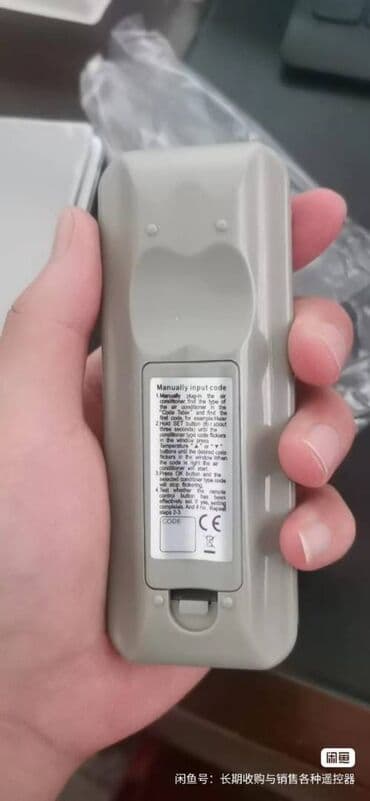 Manually input code
1.Manually plug-in the air
conditioner, find the type of
the air conditioner in the
"Code Table" and find the
first code, for example: Haier
2.Hold SET button (for about
three seconds) until the
conditioner type code flickers
in the window press
Temperature "▲" or "▼"
buttons until the desired code
flickers in the window. When
the code is right the air
conditioner will start.
3.Press OK button and the
selected conditioner type code
will stop flickering.
4.Test whether the remote
control button has been
effectively set. If yes, setting
completes. And if no, Repeat
steps 2-3.
CODE
CE
闲鱼
闲鱼号：长期收购与销售各种遥控器